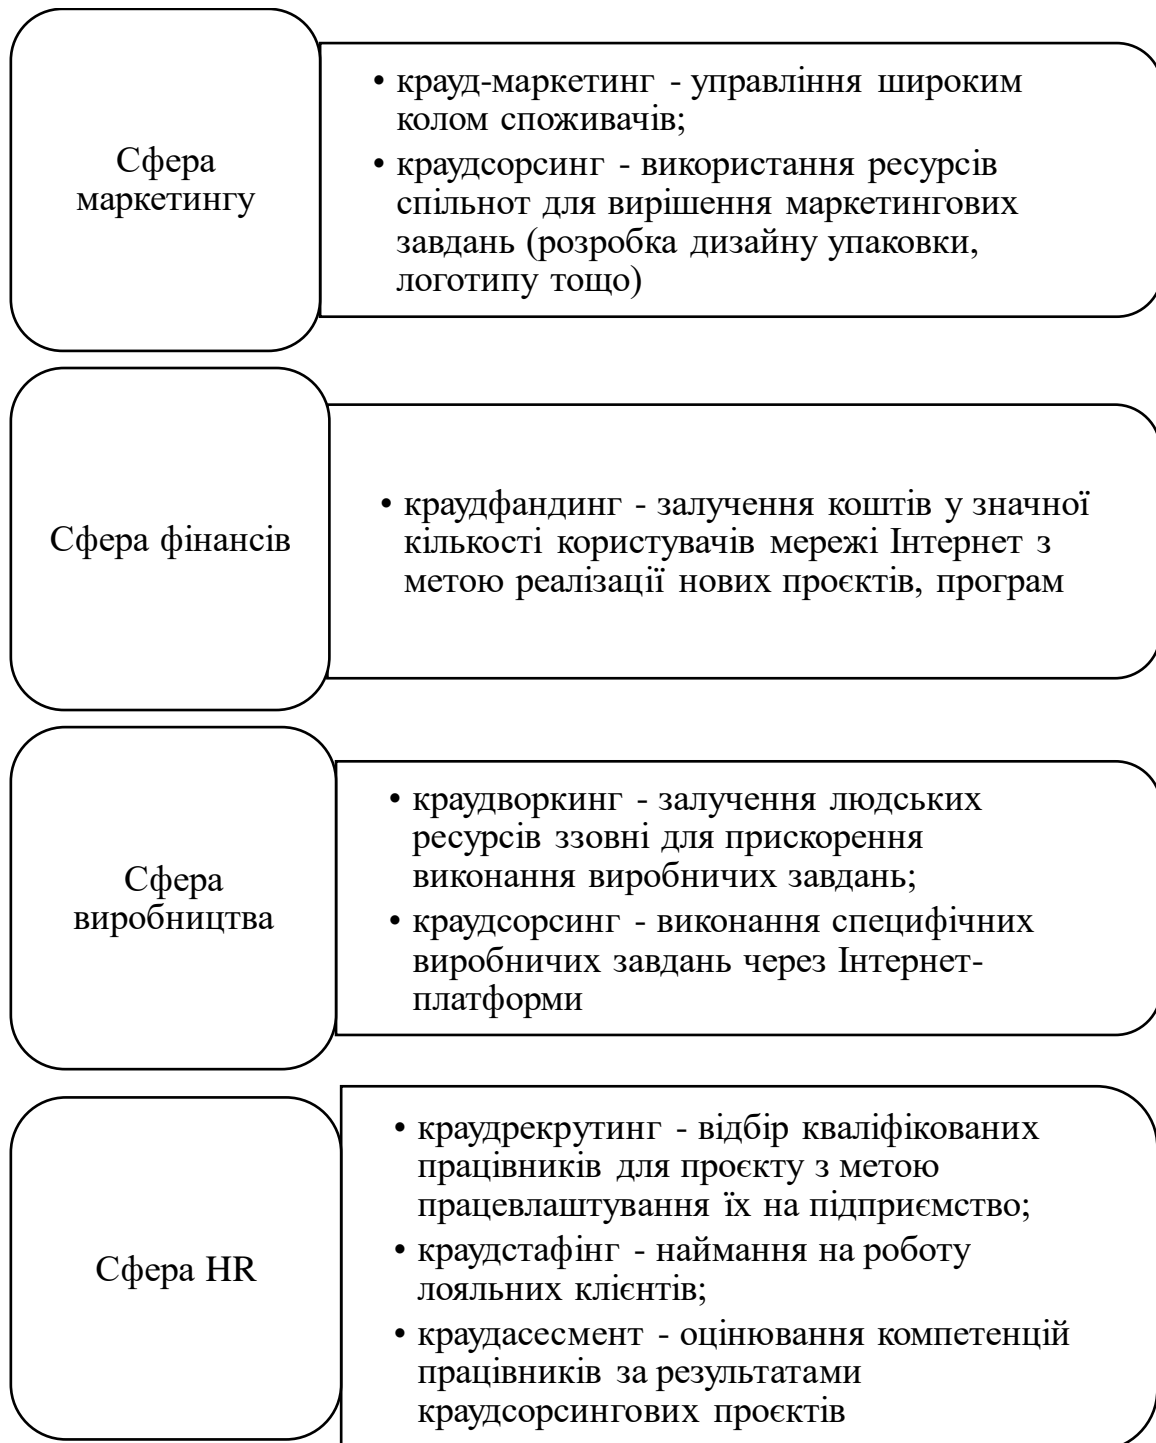 Сфера
маркетингу
• крауд-маркетинг - управління широким
колом споживачів;
• краудсорсинг - використання ресурсів
спільнот для вирішення маркетингових
завдань (розробка дизайну упаковки,
логотипу тощо)
Сфера фінансів
• краудфандинг - залучення коштів у значної
кількості користувачів мережі Інтернет з
метою реалізації нових проєктів, програм
Сфера
виробництва
• краудворкинг - залучення людських
ресурсів ззовні для прискорення
виконання виробничих завдань;
• краудсорсинг - виконання специфічних
виробничих завдань через Інтернет-
платформи
Сфера HR
• краудрекрутинг - відбір кваліфікованих
працівників для проєкту з метою
працевлаштування їх на підприємство;
• краудстафінг - наймання на роботу
лояльних клієнтів;
• краудасесмент - оцінювання компетенцій
працівників за результатами
краудсорсингових проєктів